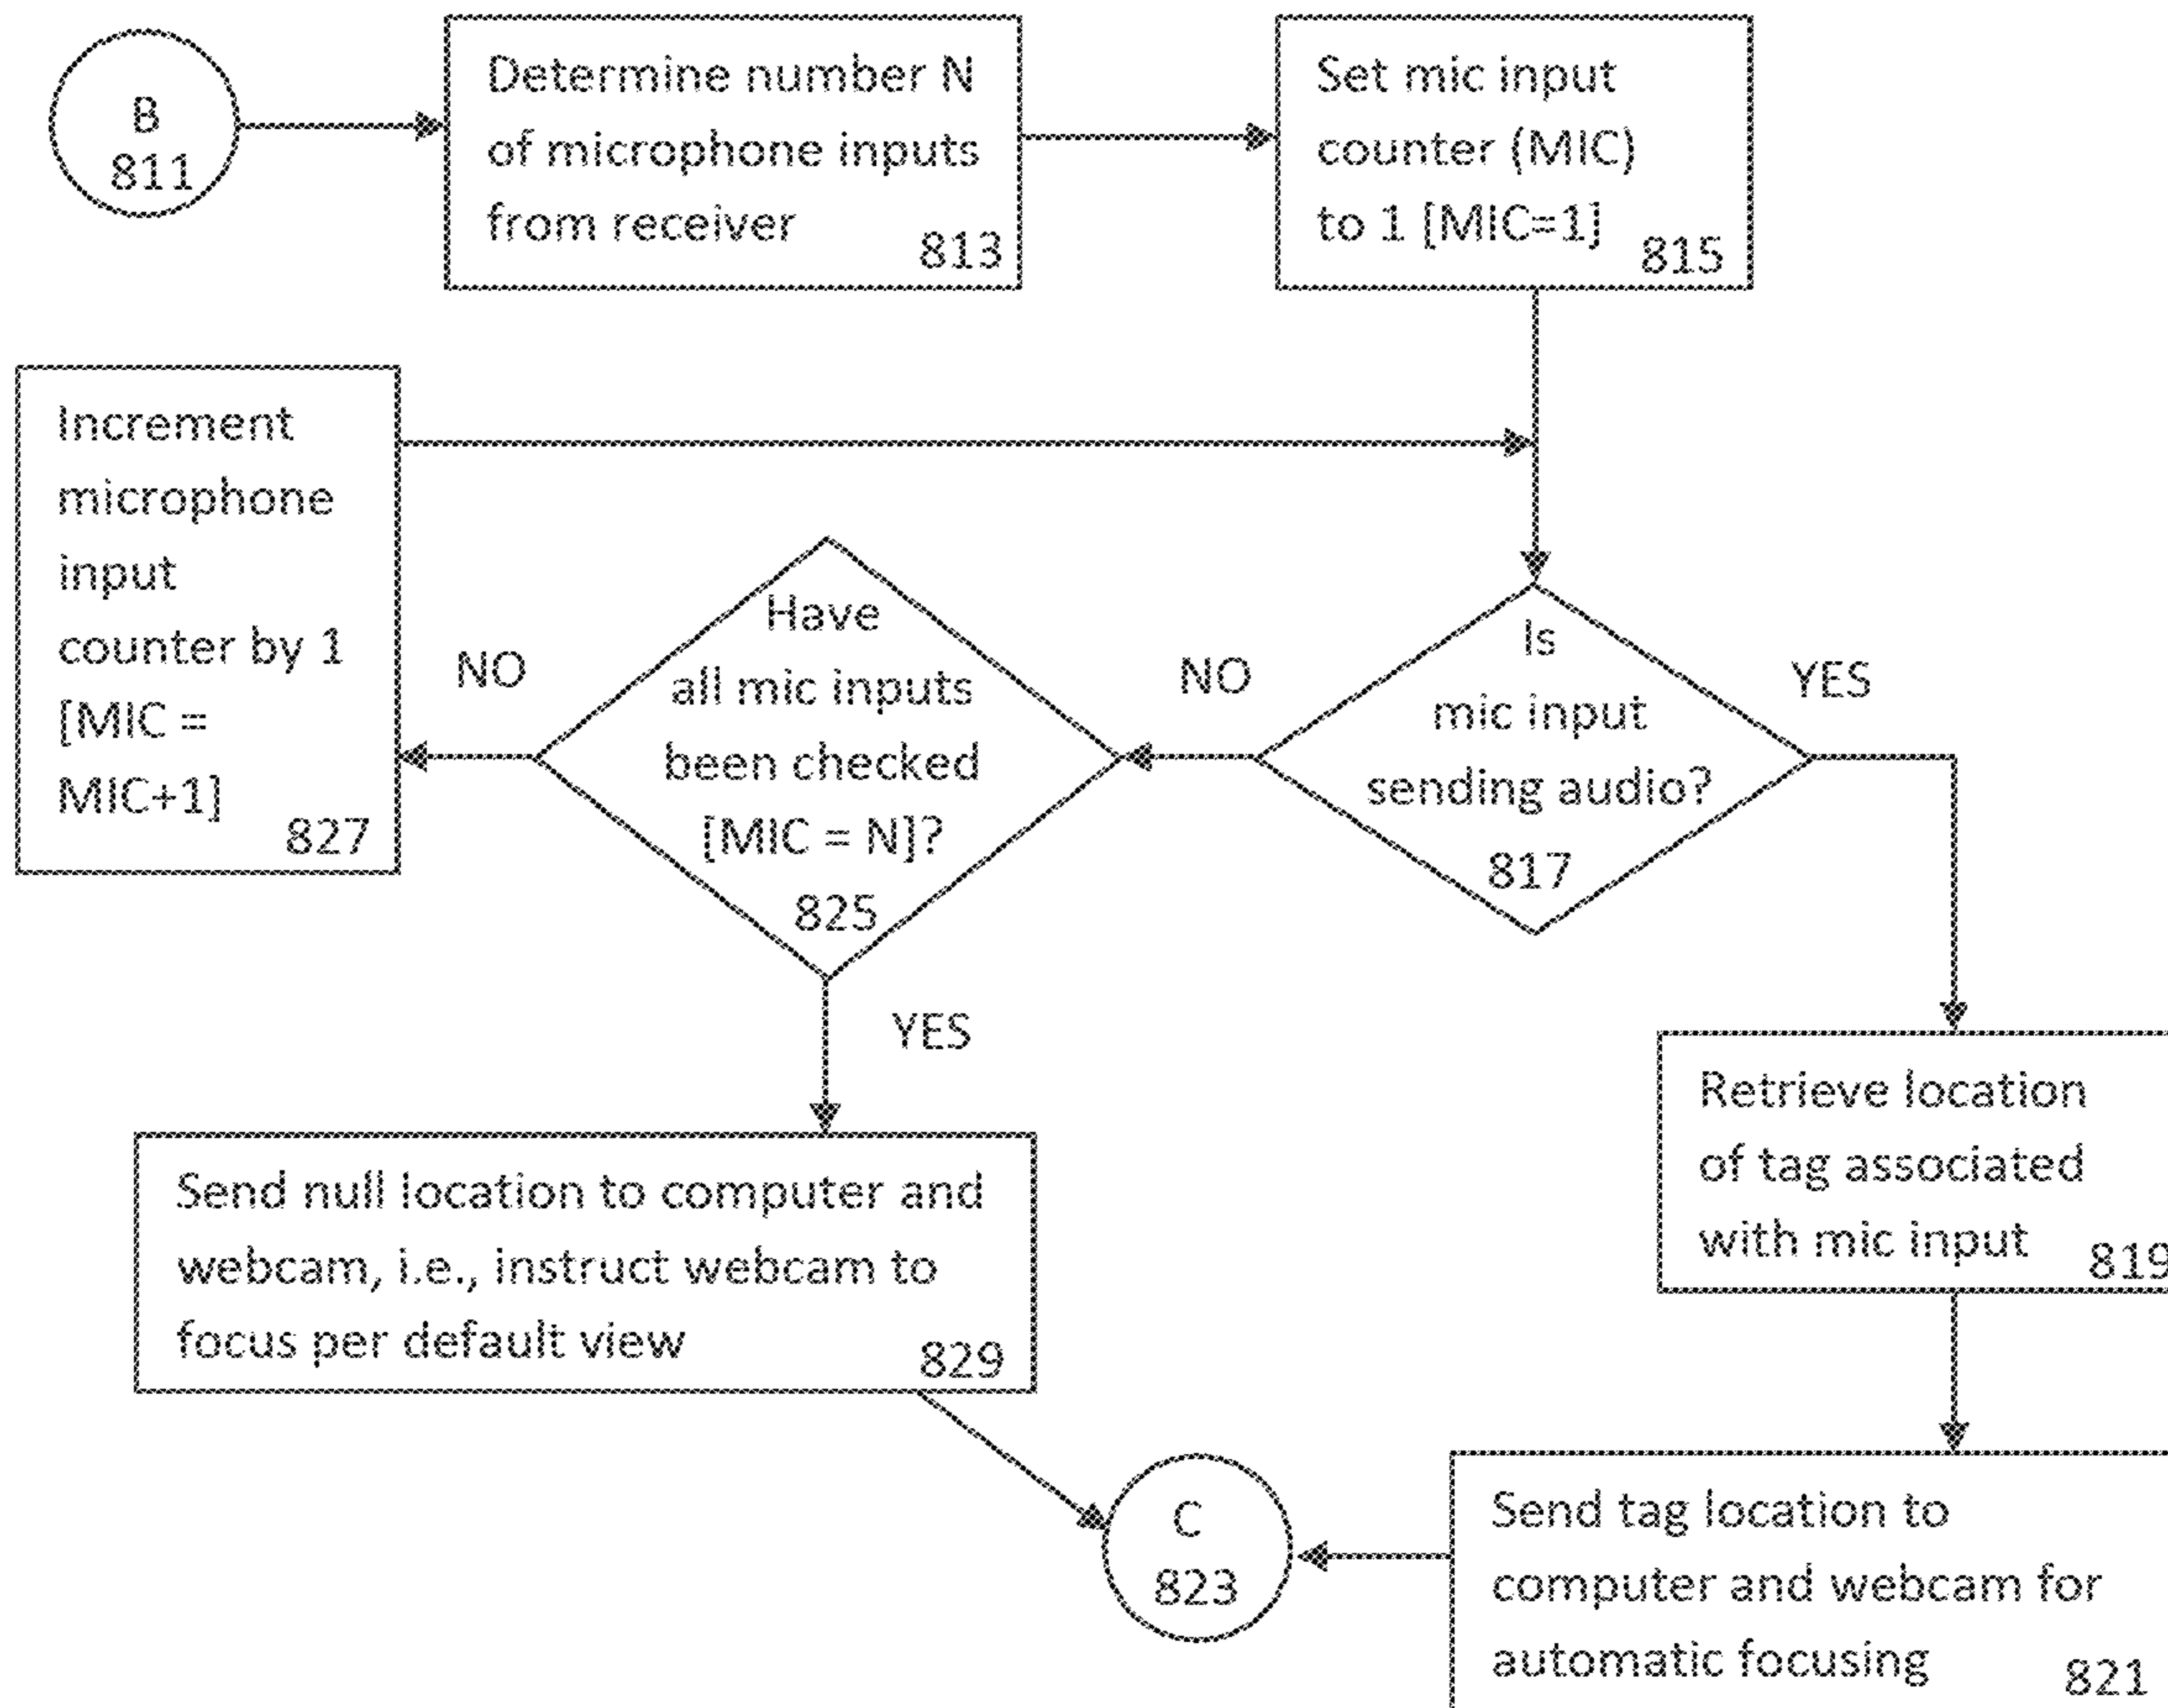 B
811
Determine number N
of microphone inputs
from receiver
813
Set mic input
counter (MIC)
to 1 [MIC=1]
815
Increment
microphone
input
counter by 1
[MIC =
MIC+1]
827
NO
Have
all mic inputs
been checked
[MIC = N]?
825
NO
Is
mic input
sending audio?
817
YES
YES
Retrieve location
of tag associated
with mic input
819
Send null location to computer and
webcam, i.e., instruct webcam to
focus per default view
829
C
823
Send tag location to
computer and webcam for
automatic focusing
821